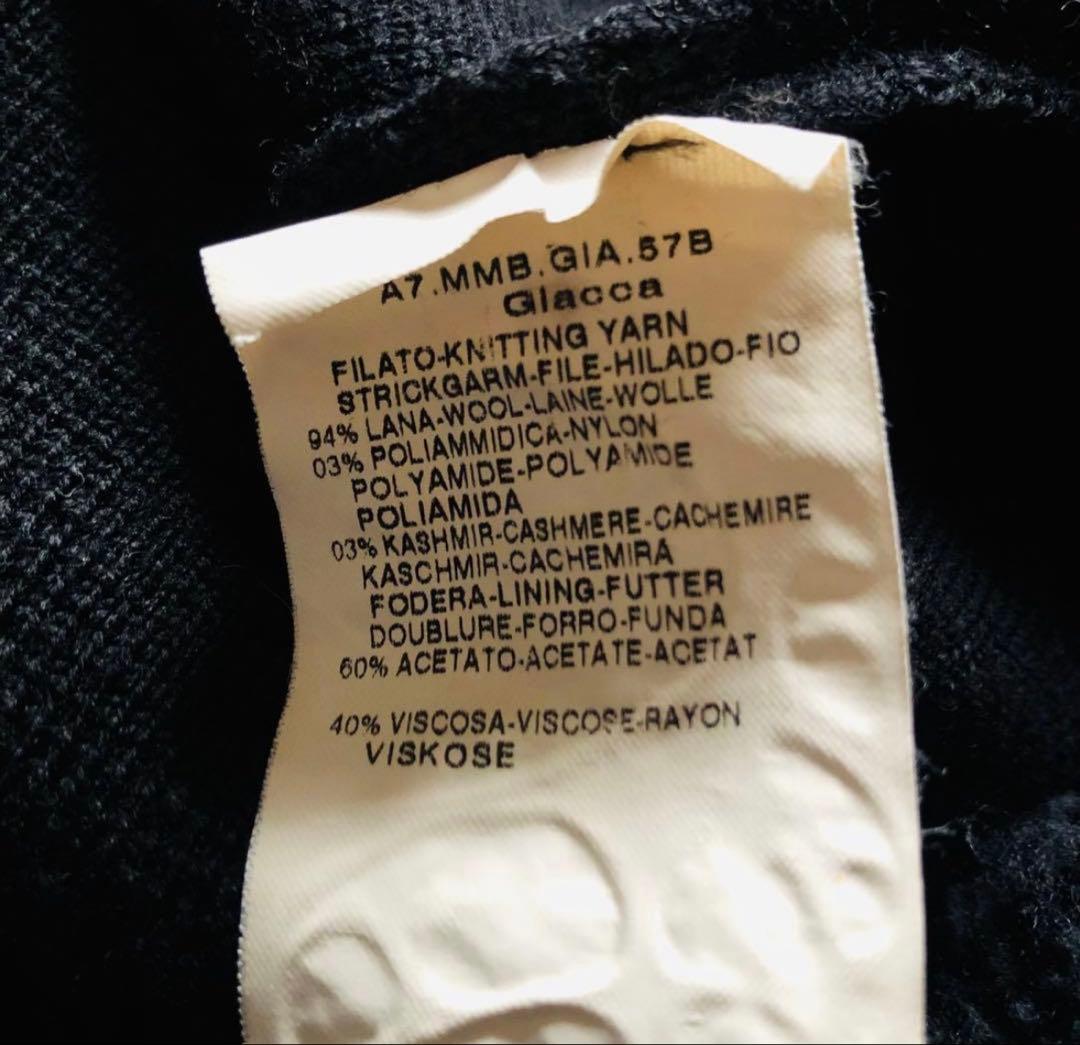 A7.MMB.GIA.57B
Giacca
FILATO-KNITTING YARN
STRICKGARM-FILE-HILADO-FIO
94% LANA-WOOL-LAINE-WOLLE
03% POLIAMMIDICA-NYLON
POLYAMIDE-POLYAMIDE
POLIAMIDA
03% KASHMIR-CASHMERE-CACHEMIRE
KASCHMIR-CACHEMIRA
FODERA-LINING-FUTTER
DOUBLURE-FORRO-FUNDA
60% ACETATO-ACETATE-ACETAT
40% VISCOSA-VISCOSE-RAYON
VISKOSE